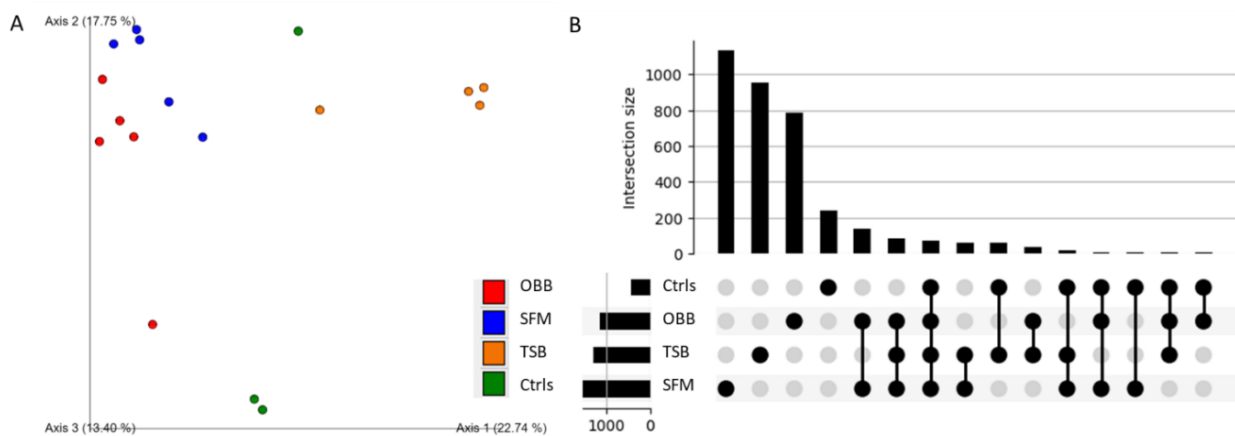 A
Axis 2 (17.75 %)
OBB
SFM
TSB
Ctrls
Axis 3 (13.40 %)
Axis 1 (22.74 %)
B
Intersection size
1000
800
600
400
200
0
Ctrls
OBB
TSB
SFM
1000 0